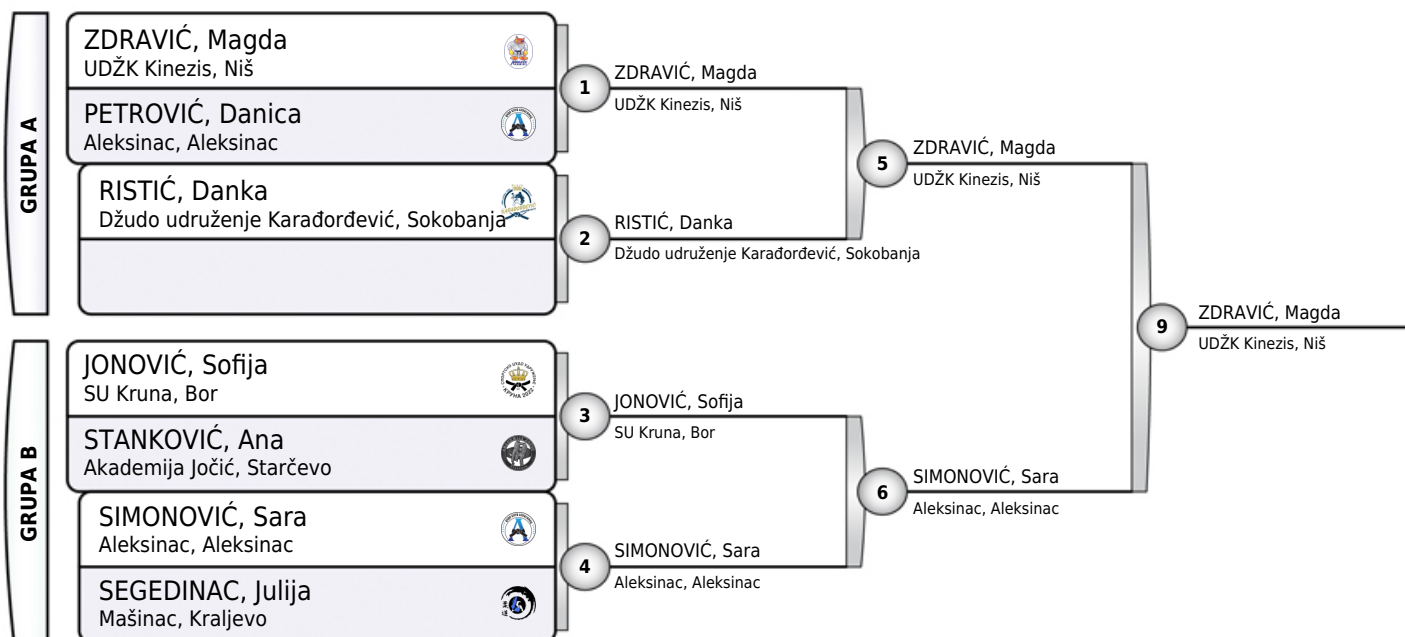 GRUPA A
ZDRAVIĆ, Magda
UDŽK Kinezis, Niš
PETROVIĆ, Danica
Aleksinac, Aleksinac
RISTIĆ, Danka
Džudo udruženje Karađorđević, Sokobanja
1
ZDRAVIĆ, Magda
UDŽK Kinezis, Niš
2
RISTIĆ, Danka
Džudo udruženje Karađorđević, Sokobanja
5
ZDRAVIĆ, Magda
UDŽK Kinezis, Niš
GRUPA B
JONOVIĆ, Sofija
SU Kruna, Bor
STANKOVIĆ, Ana
Akademija Jočić, Starčevo
SIMONOVIĆ, Sara
Aleksinac, Aleksinac
SEGEDINAC, Julija
Mašinac, Kraljevo
3
JONOVIĆ, Sofija
SU Kruna, Bor
4
SIMONOVIĆ, Sara
Aleksinac, Aleksinac
6
SIMONOVIĆ, Sara
Aleksinac, Aleksinac
9
ZDRAVIĆ, Magda
UDŽK Kinezis, Niš